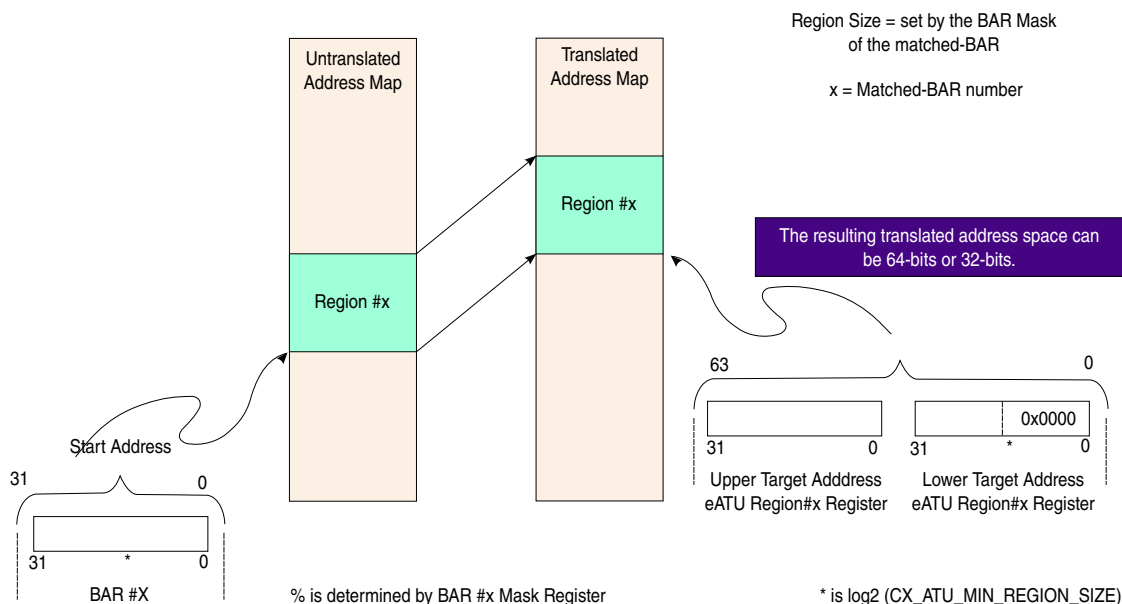 Region Size = set by the BAR Mask
of the matched-BAR
x = Matched-BAR number
Untranslated
Address Map
Translated
Address Map
Region #x
Region #x
The resulting translated address space can
be 64-bits or 32-bits.
63
0
0x0000
31
0
31
*
0
Upper Target Adddress
eATU Region#x Register
Lower Target Address
eATU Region#x Register
Start Address
31
0
31
*
0
BAR #X
% is determined by BAR #x Mask Register
* is log2 (CX_ATU_MIN_REGION_SIZE)